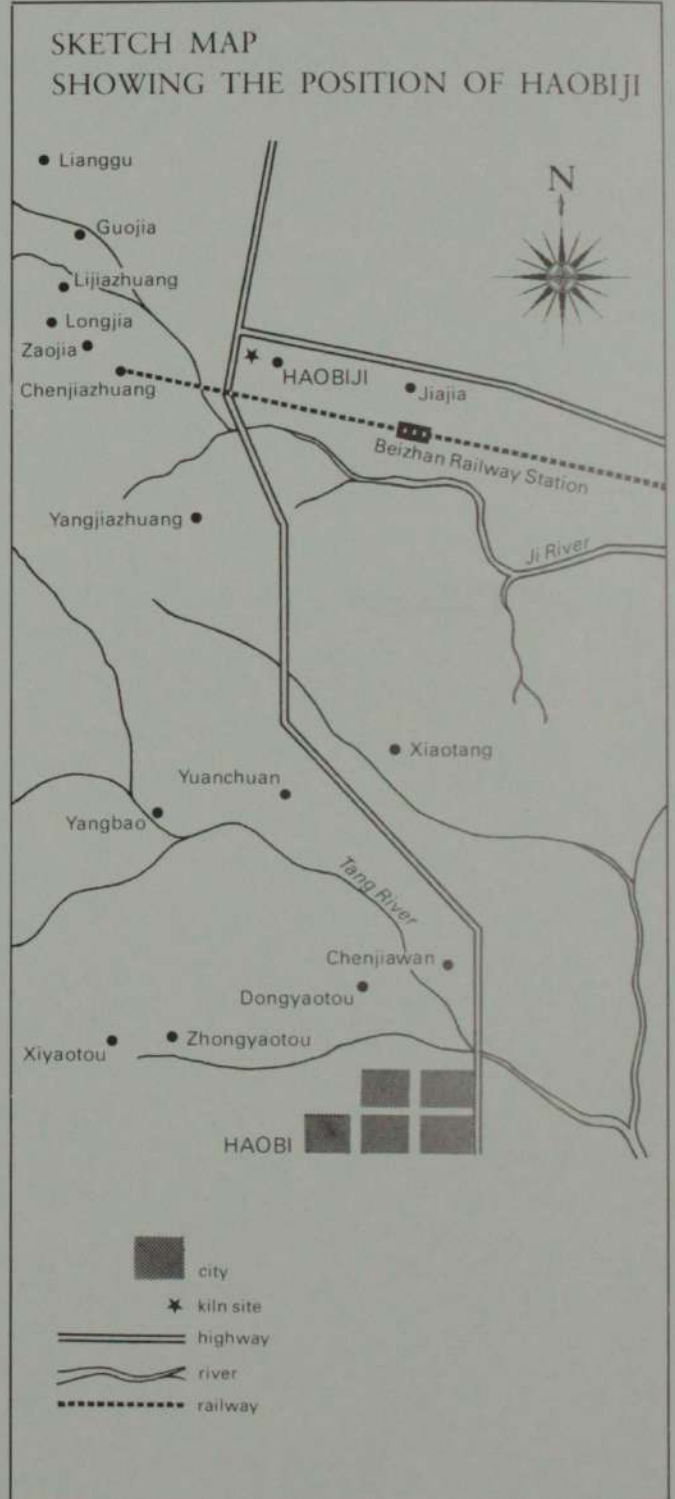 SKETCH MAP
SHOWING THE POSITION OF HAOBIJI
Lianggu
N
Guojia
Lijiazhuang
Longjia
Zaojia
HAOBIJI
Chenjiazhuang
Jiajia
Beizhan Railway Station
Yangjiazhuang
Ji River
Xiaotang
Yuanchuan
Yangbao
Tang River
Chenjiawan
Dongyaotou
Zhongyaotou
Xiyaotou
HAOBI
city
kiln site
highway
river
railway